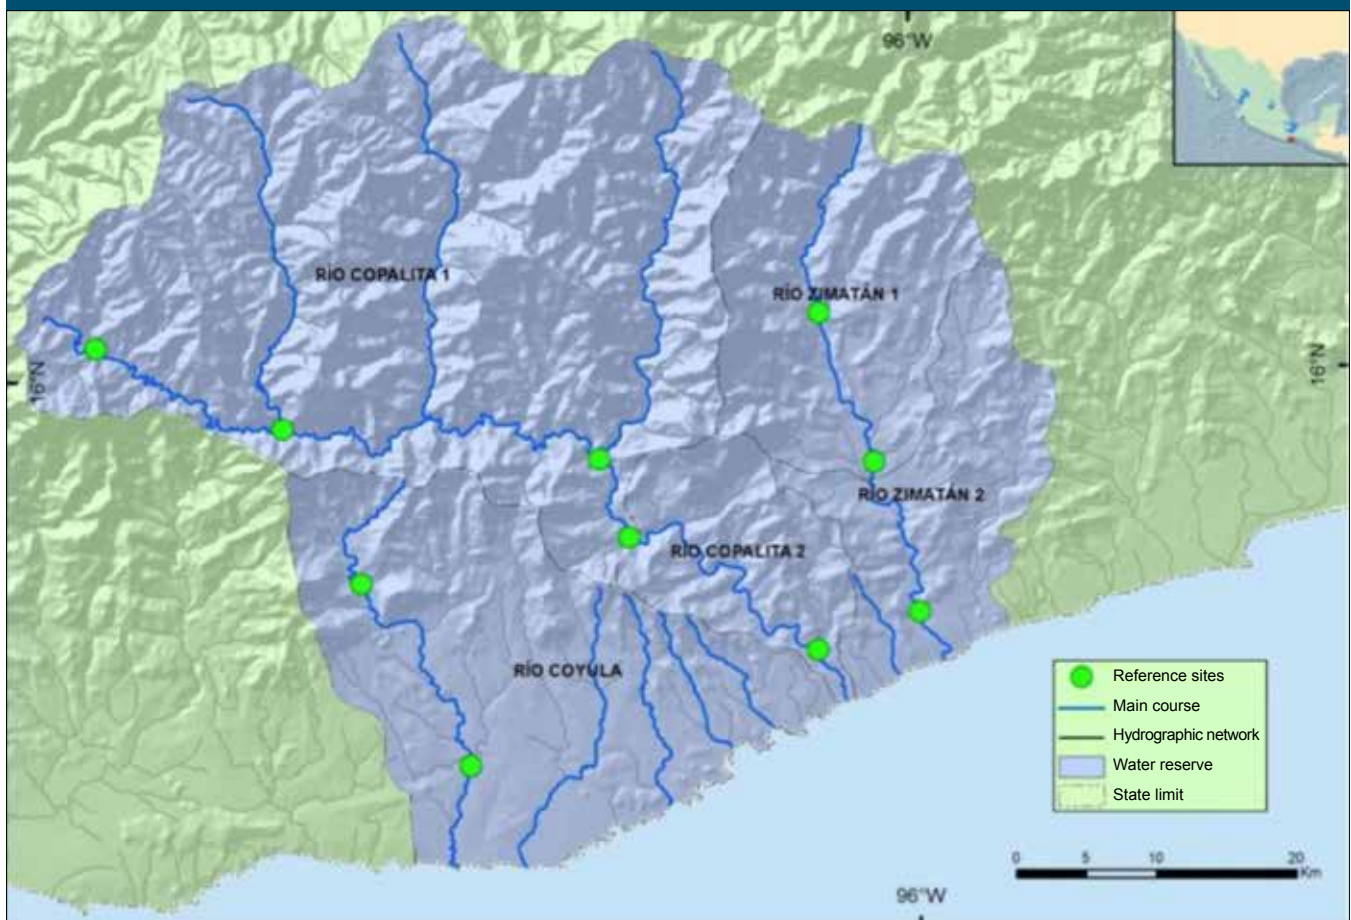 96°W
RÍO COPALITA 1
RÍO ZIMATÁN 1
16°N
16°N
RÍO ZIMATÁN 2
RÍO COPALITA 2
RÍO COYULA
Reference sites
Main course
Hydrographic network
Water reserve
State limit
0 5 10 20
Km
96°W